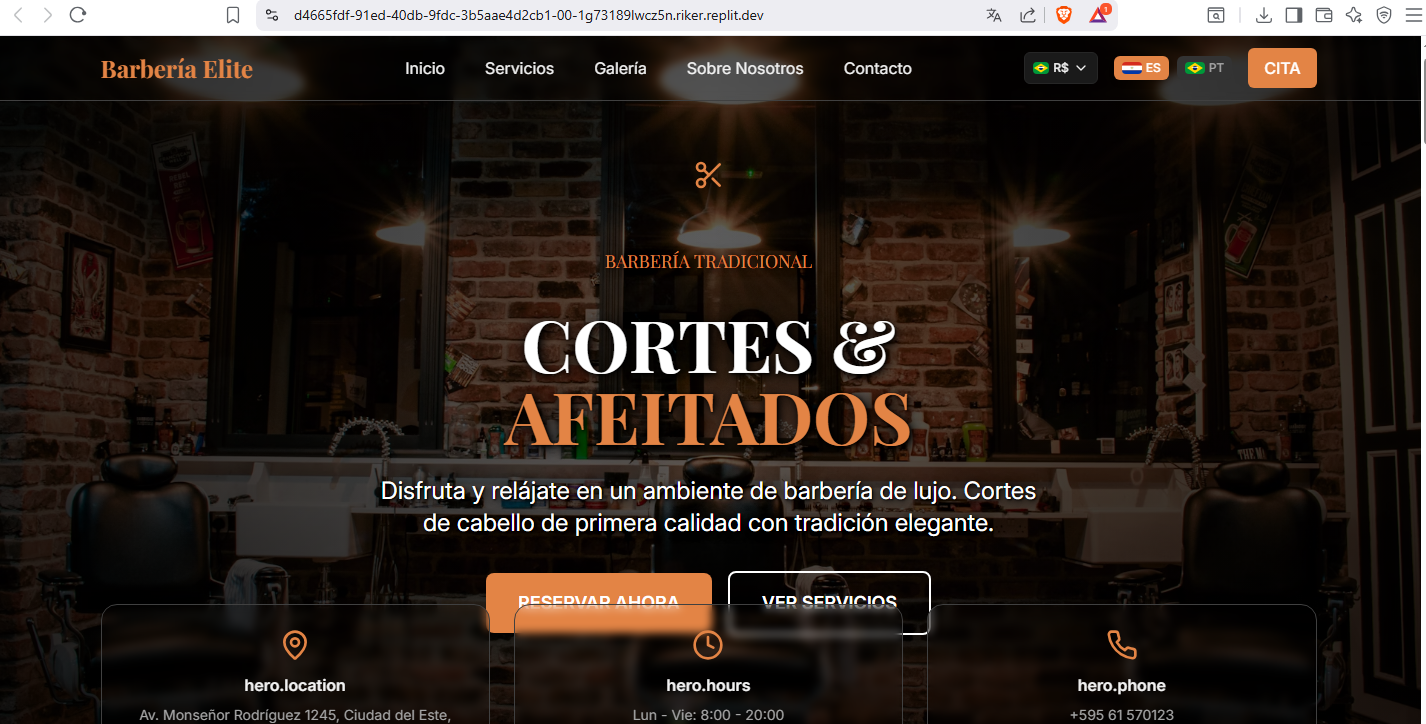 d4665fdf-91ed-40db-9fdc-3b5aae4d2cb1-00-1g73189lwcz5n.riker.replit.dev
1
Barbería Elite
Inicio
Servicios
Galería
Sobre Nosotros
Contacto
R$
ES
PT
CITA
BARBERÍA TRADICIONAL
CORTES &
AFEITADOS
Disfruta y relájate en un ambiente de barbería de lujo. Cortes
de cabello de primera calidad con tradición elegante.
RESERVAR AHORA
VER SERVICIOS
hero.location
Av. Monseñor Rodríguez 1245, Ciudad del Este,
hero.hours
Lun - Vie: 8:00 - 20:00
hero.phone
+595 61 570123